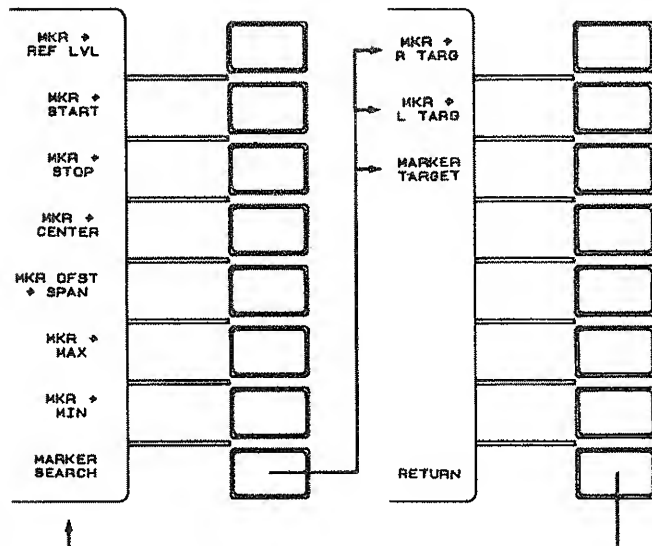 MKR →
REF LVL
MKR →
START
MKR →
STOP
MKR →
CENTER
MKR OFST
→ SPAN
MKR →
MAX
MKR →
MIN
MARKER
SEARCH
MKR →
R TARG
MKR →
L TARG
MARKER
TARGET
RETURN